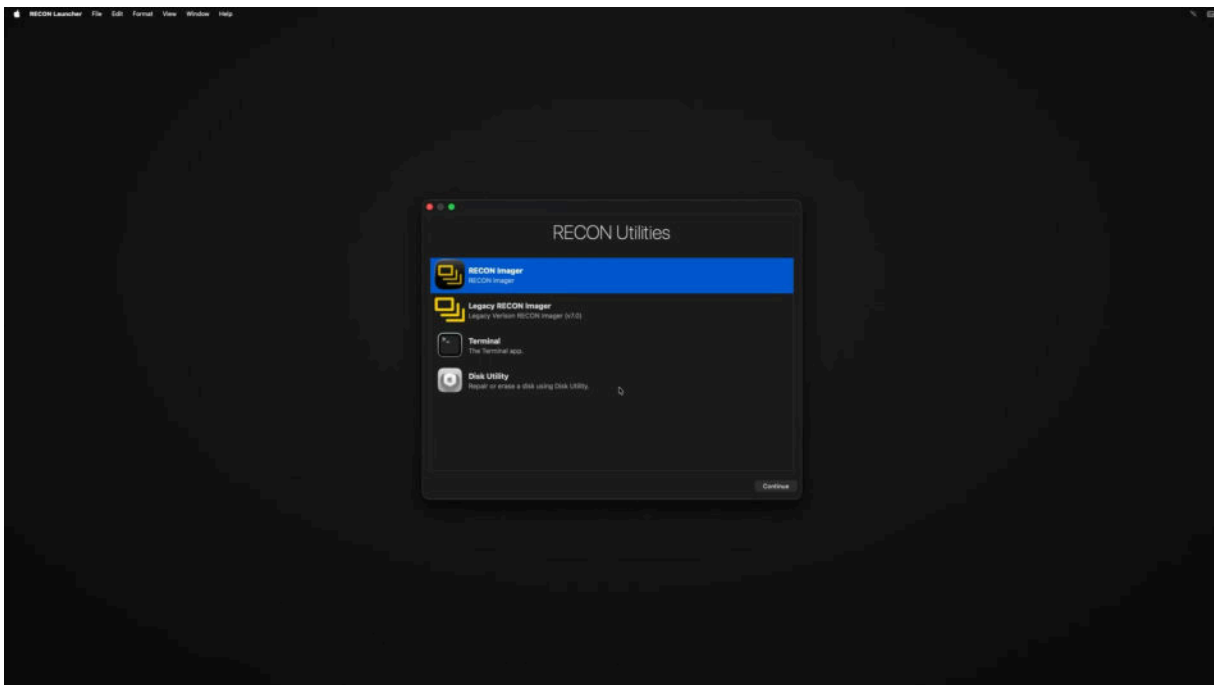 RECON Launcher File Edit Format View Window Help
RECON Utilities
RECON Imager
RECON Imager
Legacy RECON Imager
Legacy Verison RECON Imager (v7.0)
Terminal
The Terminal app.
Disk Utility
Repair or erase a disk using Disk Utility.
Continue